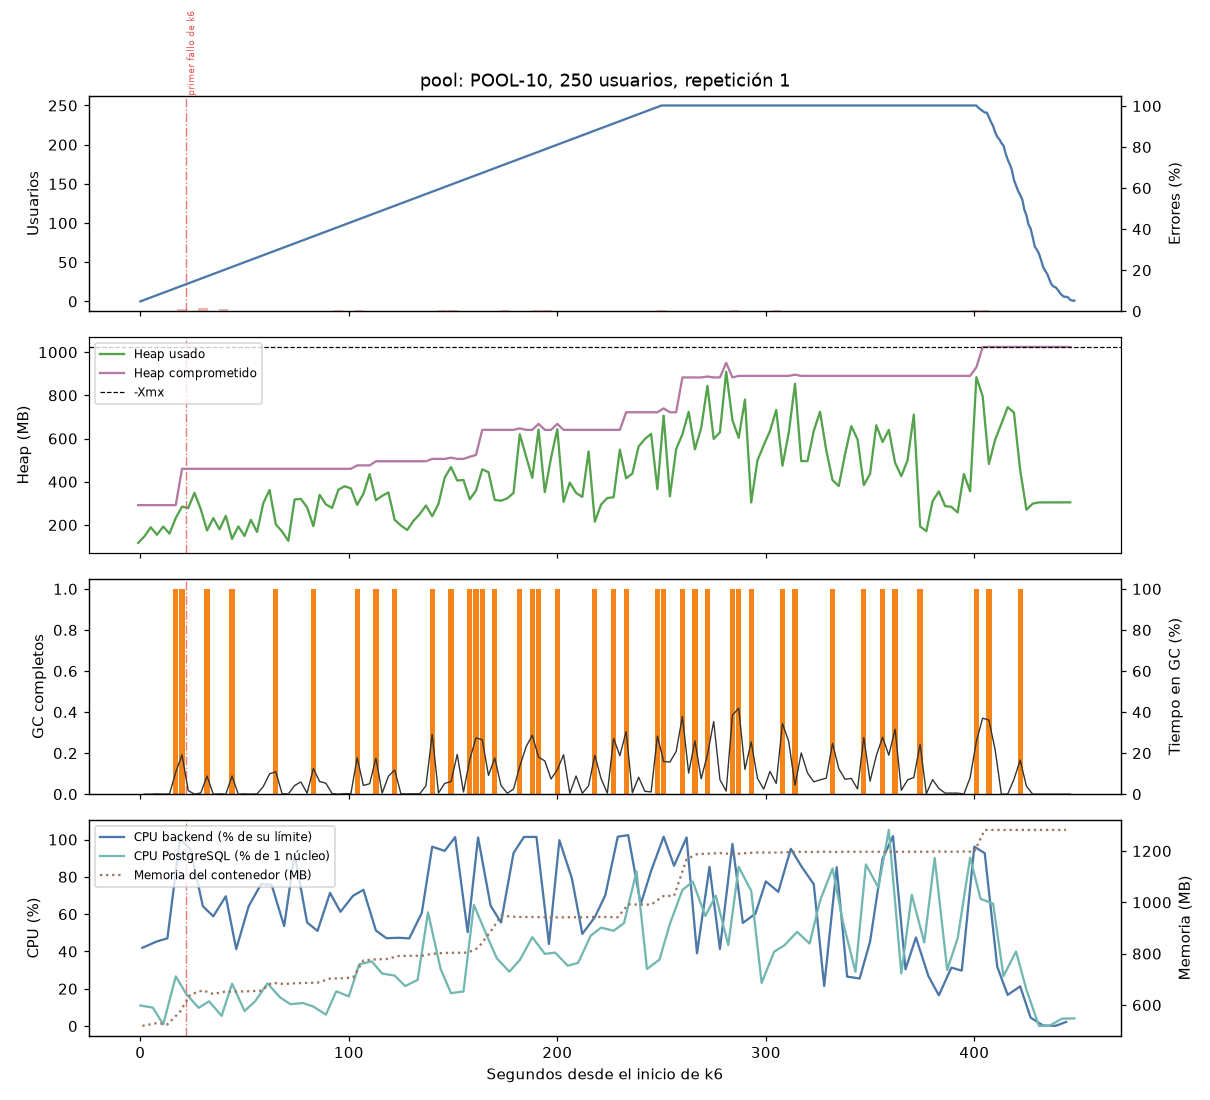 primer fallo de k6
pool: POOL-10, 250 usuarios, repetición 1
Usuarios
250
200
150
100
50
0
100
80
60
40
20
0
Errores (%)
Heap (MB)
1000
800
600
400
200
Heap usado
Heap comprometido
-Xmx
GC completos
1.0
0.8
0.6
0.4
0.2
0.0
100
80
60
40
20
0
Tiempo en GC (%)
CPU (%)
100
80
60
40
20
0
CPU backend (% de su límite)
CPU PostgreSQL (% de 1 núcleo)
Memoria del contenedor (MB)
1200
1000
800
600
Memoria (MB)
0 100 200 300 400
Segundos desde el inicio de k6